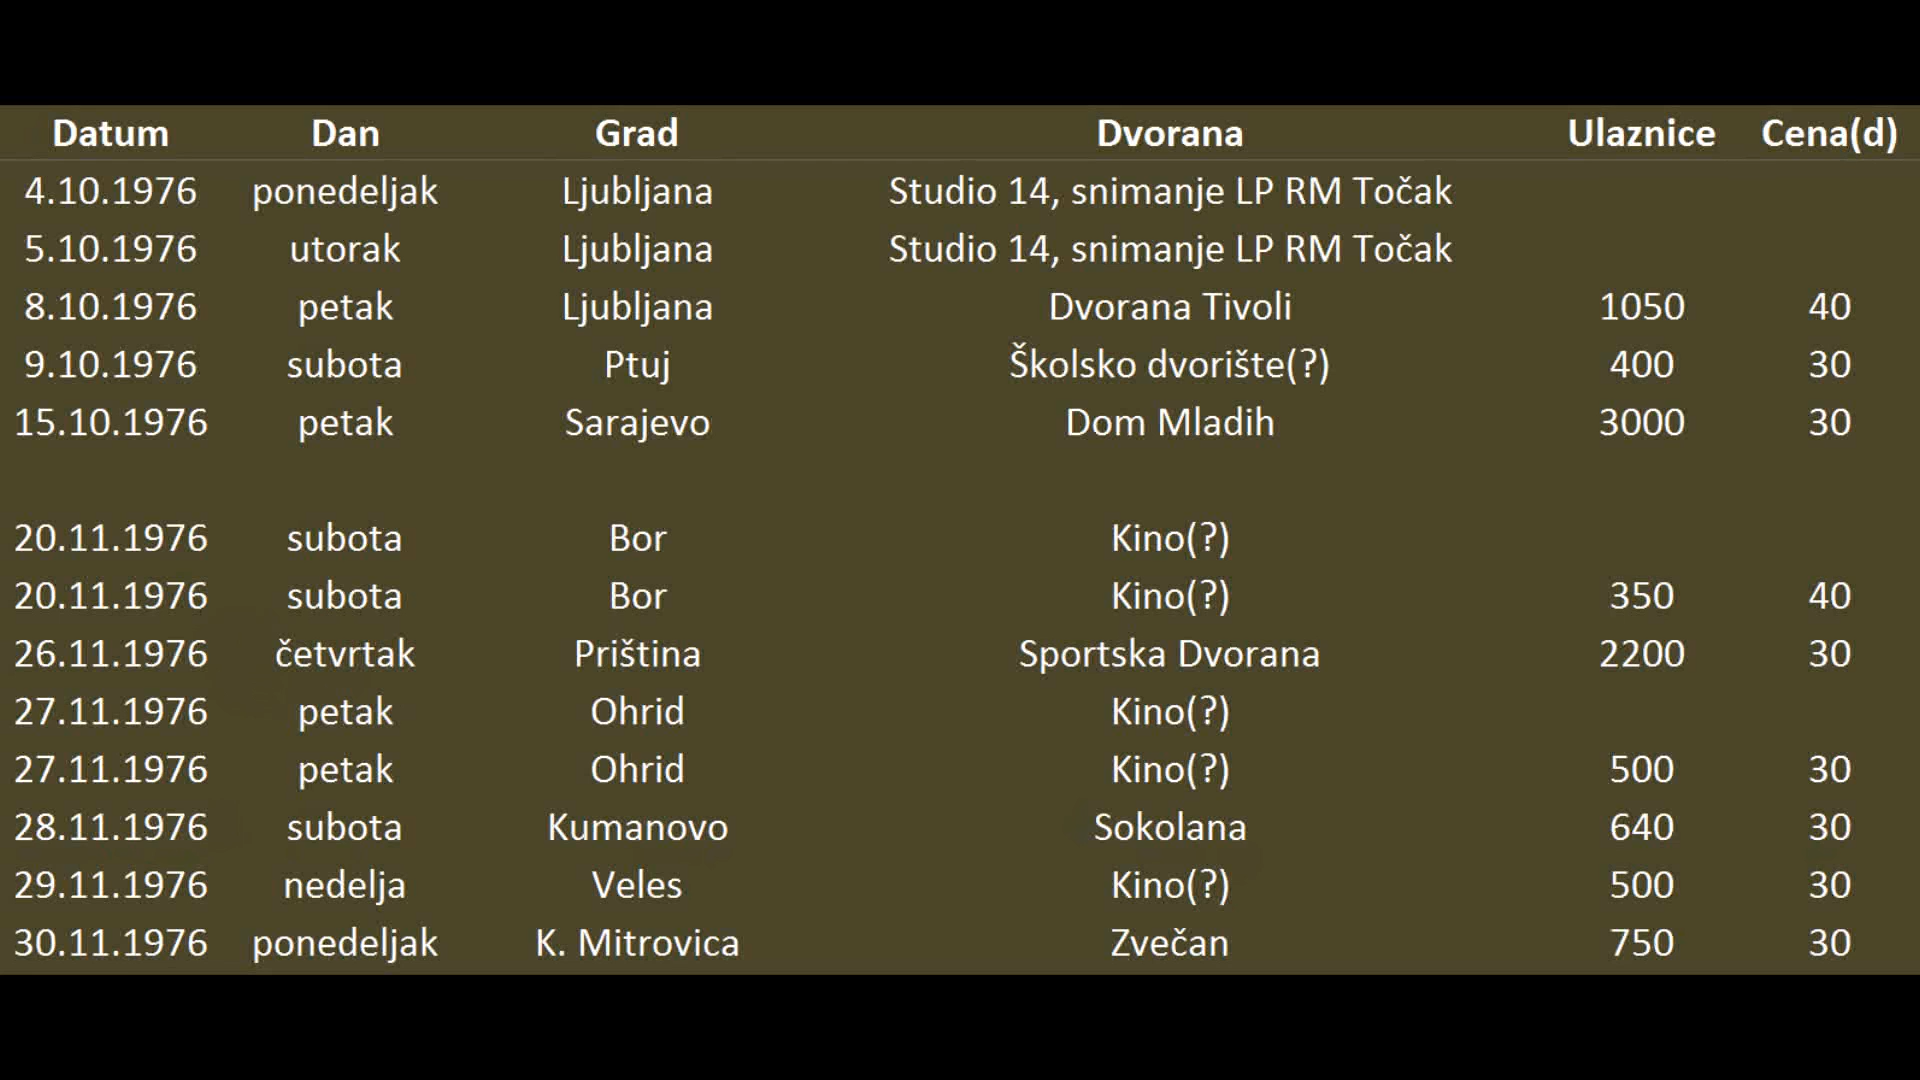 Datum Dan Grad Dvorana Ulaznice Cena(d)
4.10.1976 ponedeljak Ljubljana Studio 14, snimanje LP RM Točak
5.10.1976 utorak Ljubljana Studio 14, snimanje LP RM Točak
8.10.1976 petak Ljubljana Dvorana Tivoli 1050 40
9.10.1976 subota Ptuj Školsko dvorište(?) 400 30
15.10.1976 petak Sarajevo Dom Mladih 3000 30
20.11.1976 subota Bor Kino(?)
20.11.1976 subota Bor Kino(?) 350 40
26.11.1976 četvrtak Priština Sportska Dvorana 2200 30
27.11.1976 petak Ohrid Kino(?)
27.11.1976 petak Ohrid Kino(?) 500 30
28.11.1976 subota Kumanovo Sokolana 640 30
29.11.1976 nedelja Veles Kino(?) 500 30
30.11.1976 ponedeljak K. Mitrovica Zvečan 750 30